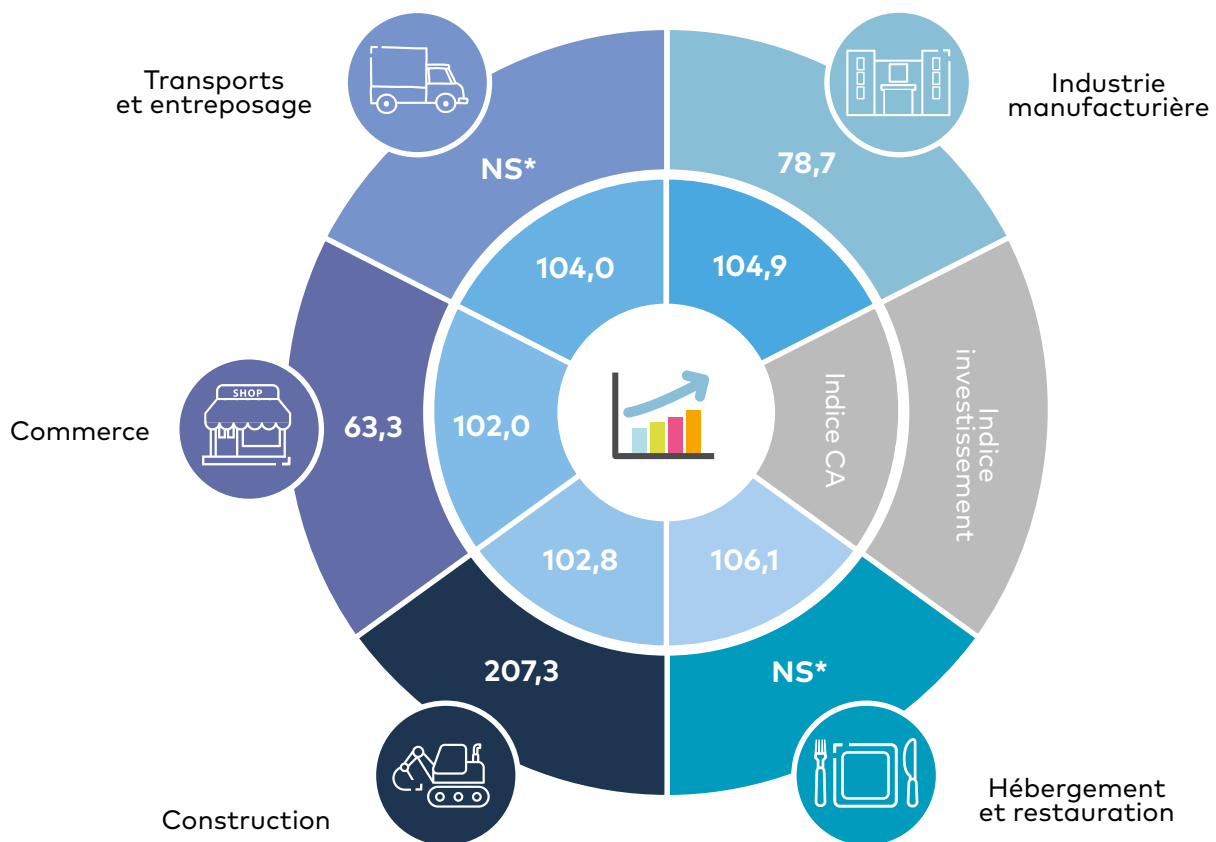 Transports
et entreposage
Industrie
manufacturière
NS*
78,7
104,0
104,9
Indice
investissement
Indice CA
SHOP
Commerce
63,3
102,0
102,8
106,1
207,3
NS*
Construction
Hébergement
et restauration